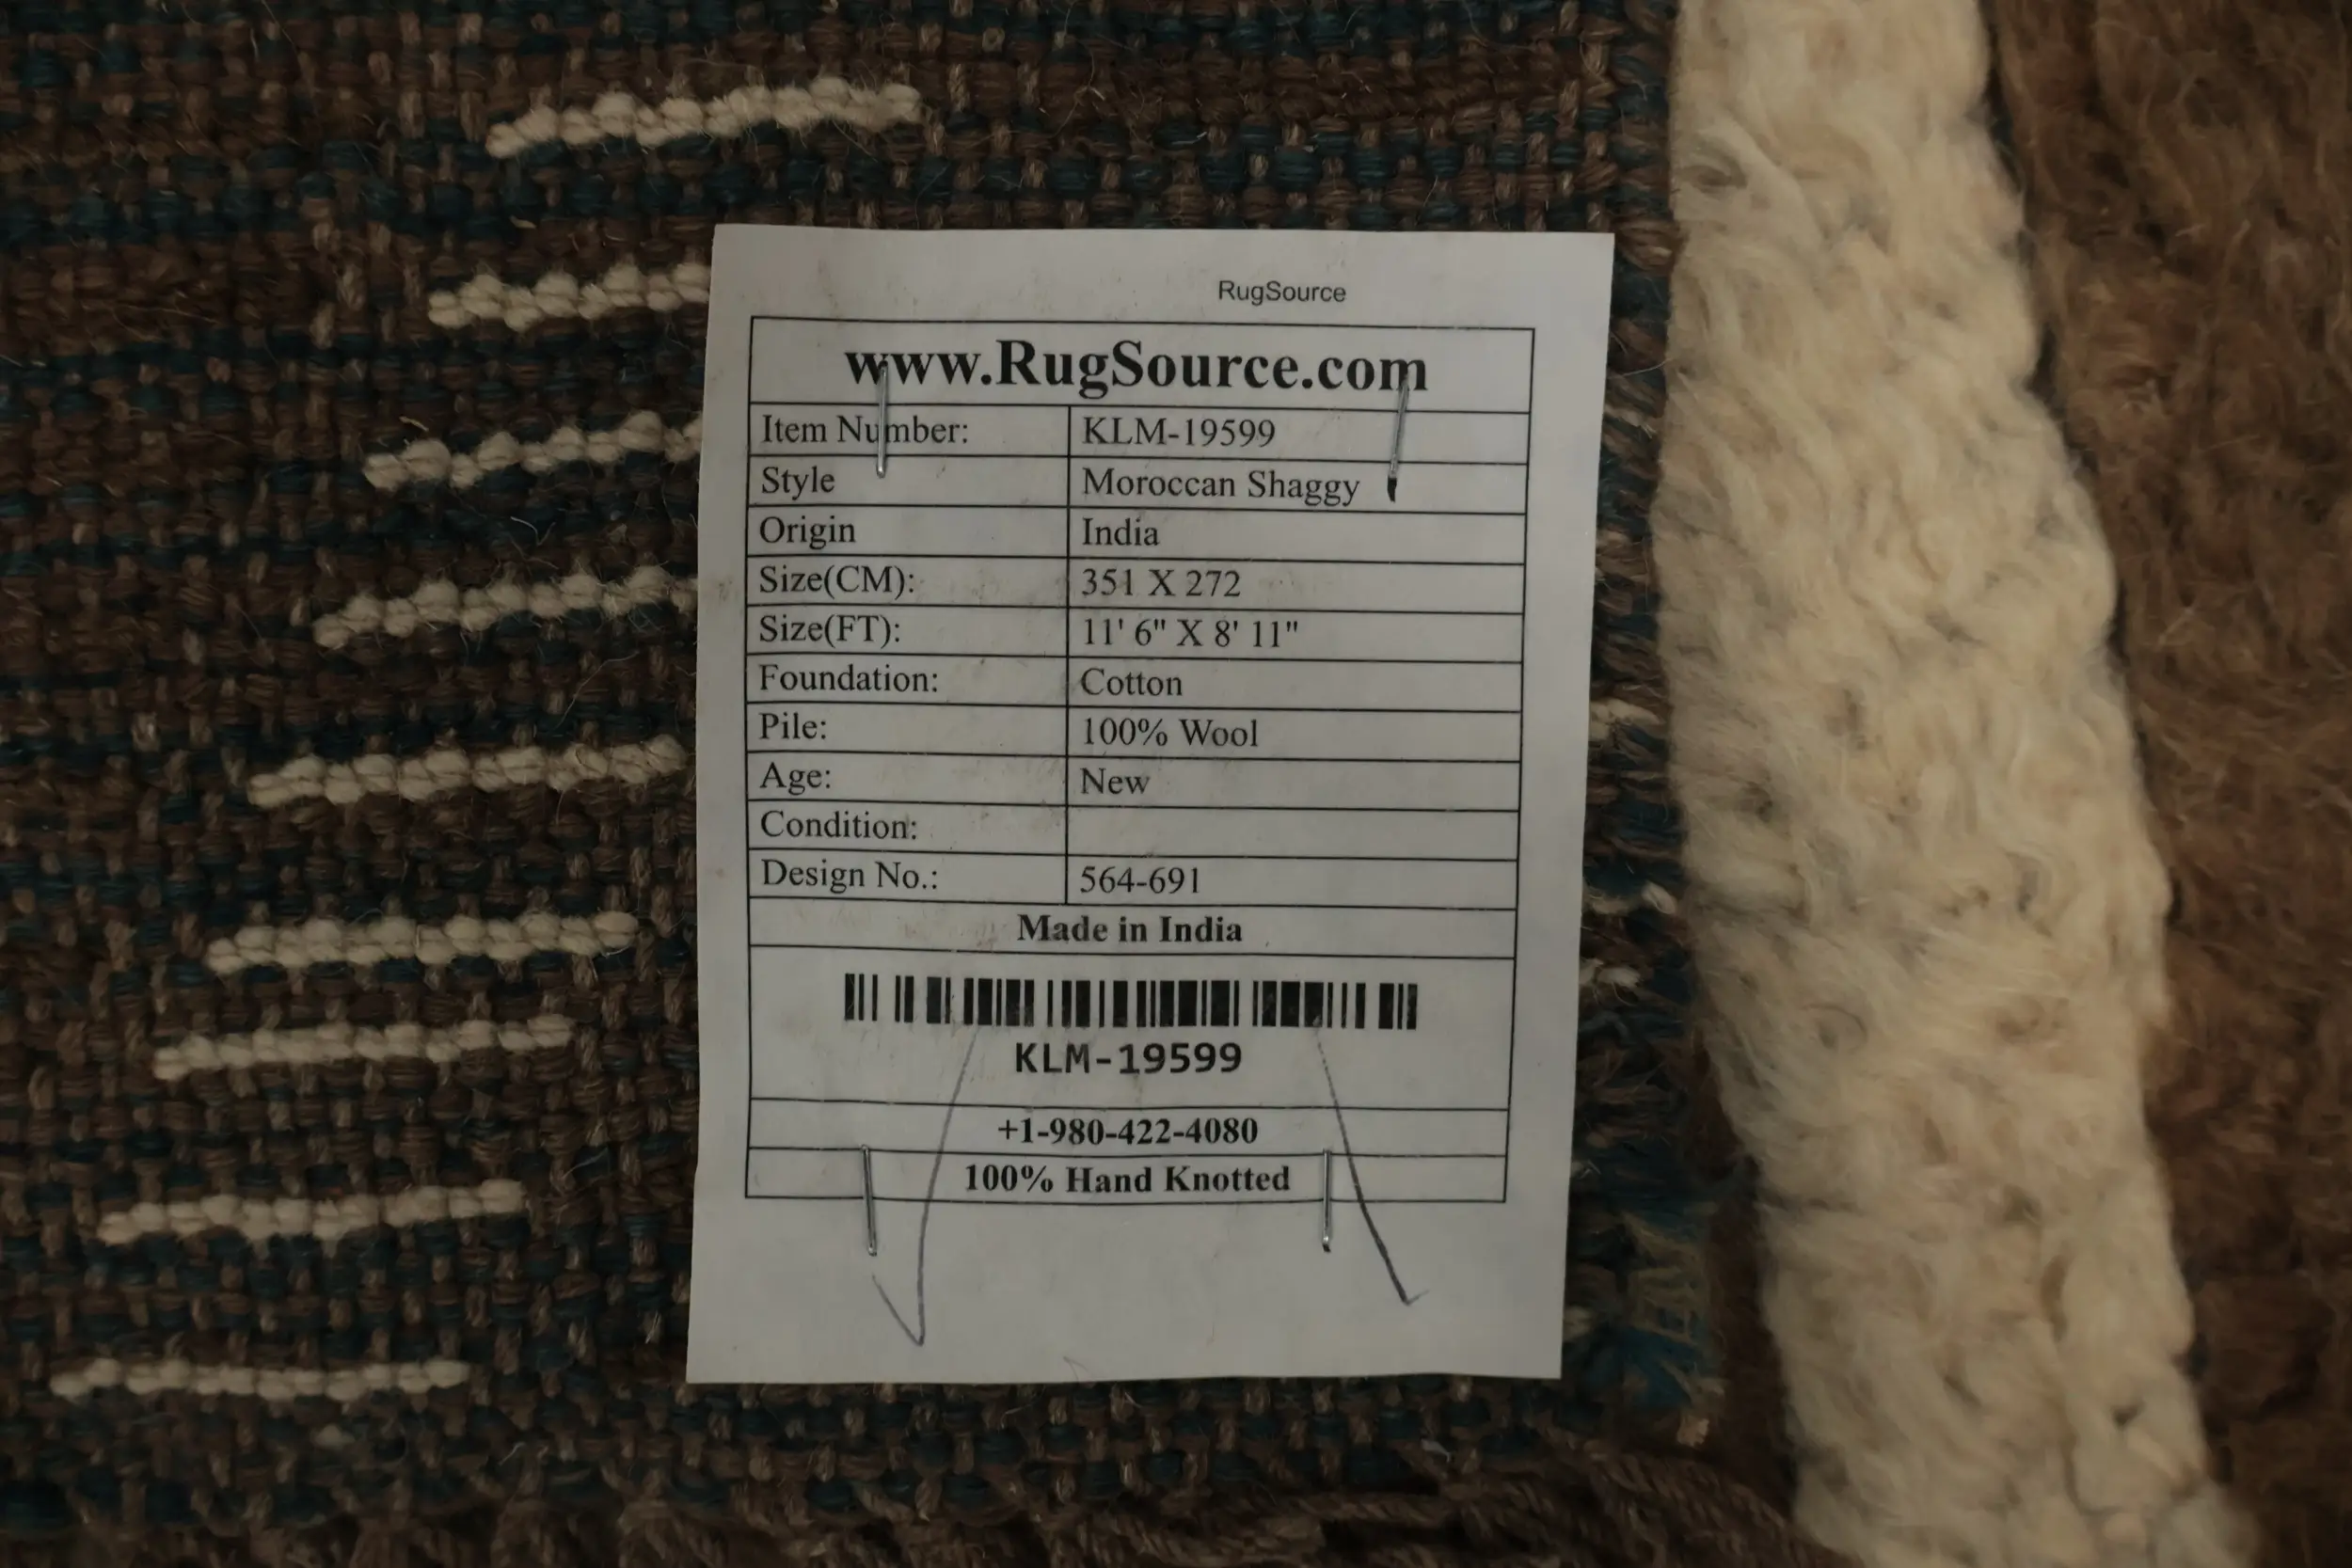 RugSource
www.RugSource.com
Item Number: KLM-19599
Style Moroccan Shaggy
Origin India
Size(CM): 351 X 272
Size(FT): 11' 6" X 8' 11"
Foundation: Cotton
Pile: 100% Wool
Age: New
Condition:
Design No.: 564-691
Made in India
KLM-19599
+1-980-422-4080
100% Hand Knotted